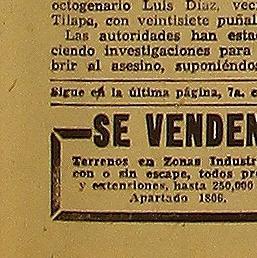 octogenario Luis Díaz, vec
Tilapa, con veintisiete puñal
Las autoridades han esta
ciendo investigaciones para
brir al asesino, suponiéndos
Sigue en la última página, 7a. c
SE VENDEN
Terrenos en Zonas Industri
con o sin escape, todos pre
y extensiones, hasta 250,000
Apartado 1806.